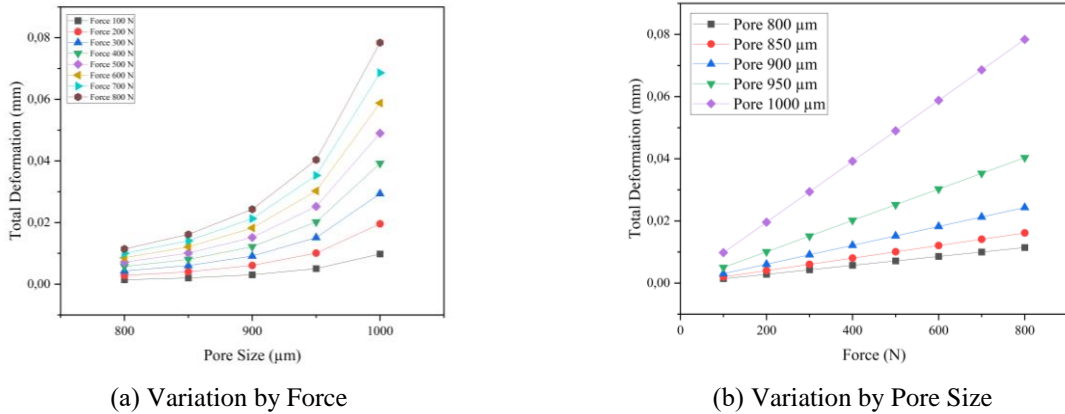 Force 100 N
Force 200 N
Force 300 N
Force 400 N
Force 500 N
Force 600 N
Force 700 N
Force 800 N
0,08
0,06
0,04
0,02
0,00
Total Deformation (mm)
800
900
1000
Pore Size (µm)
(a) Variation by Force
Pore 800 µm
Pore 850 µm
Pore 900 µm
Pore 950 µm
Pore 1000 µm
0,08
0,06
0,04
0,02
0,00
Total Deformation (mm)
0
200
400
600
800
Force (N)
(b) Variation by Pore Size